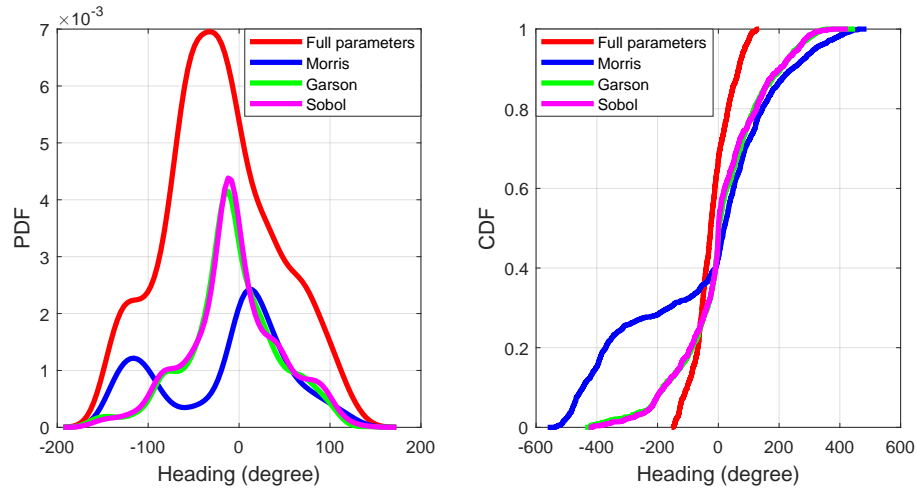 ×10⁻³
7
6
5
4
3
2
1
0
PDF
-200
-100
0
100
200
Heading (degree)
Full parameters
Morris
Garson
Sobol
1
0.8
0.6
0.4
0.2
0
CDF
-600
-400
-200
0
200
400
600
Heading (degree)
Full parameters
Morris
Garson
Sobol